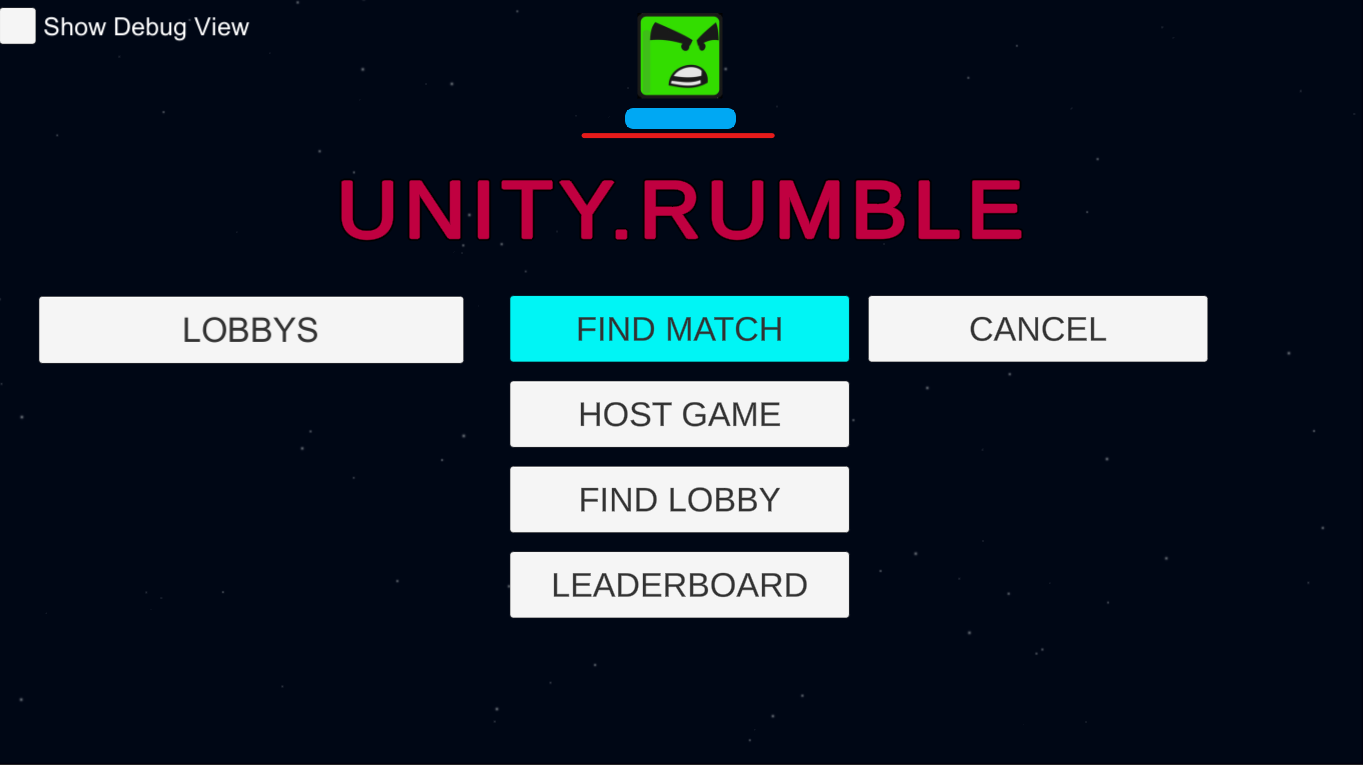 Show Debug View
UNITY.RUMBLE
LOBBYS
FIND MATCH
CANCEL
HOST GAME
FIND LOBBY
LEADERBOARD